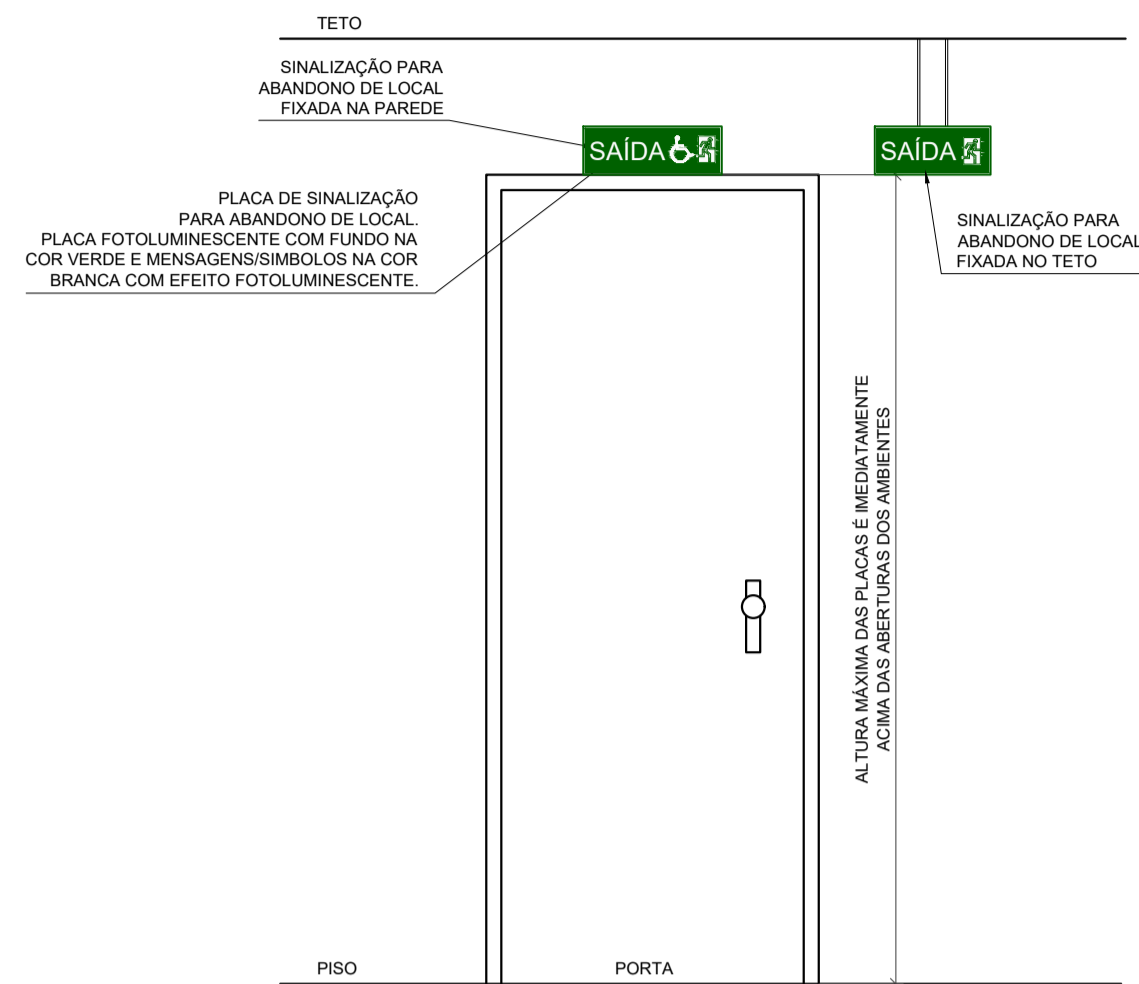 TETO
SINALIZAÇÃO PARA
ABANDONO DE LOCAL
FIXADA NA PAREDE
SAÍDA
SAÍDA
PLACA DE SINALIZAÇÃO
PARA ABANDONO DE LOCAL.
PLACA FOTOLUMINESCENTE COM FUNDO NA
COR VERDE E MENSAGENS/SIMBOLOS NA COR
BRANCA COM EFEITO FOTOLUMINESCENTE.
SINALIZAÇÃO PARA
ABANDONO DE LOCAL
FIXADA NO TETO
ALTURA MÁXIMA DAS PLACAS É IMEDIATAMENTE
ACIMA DAS ABERTURAS DOS AMBIENTES
PISO
PORTA